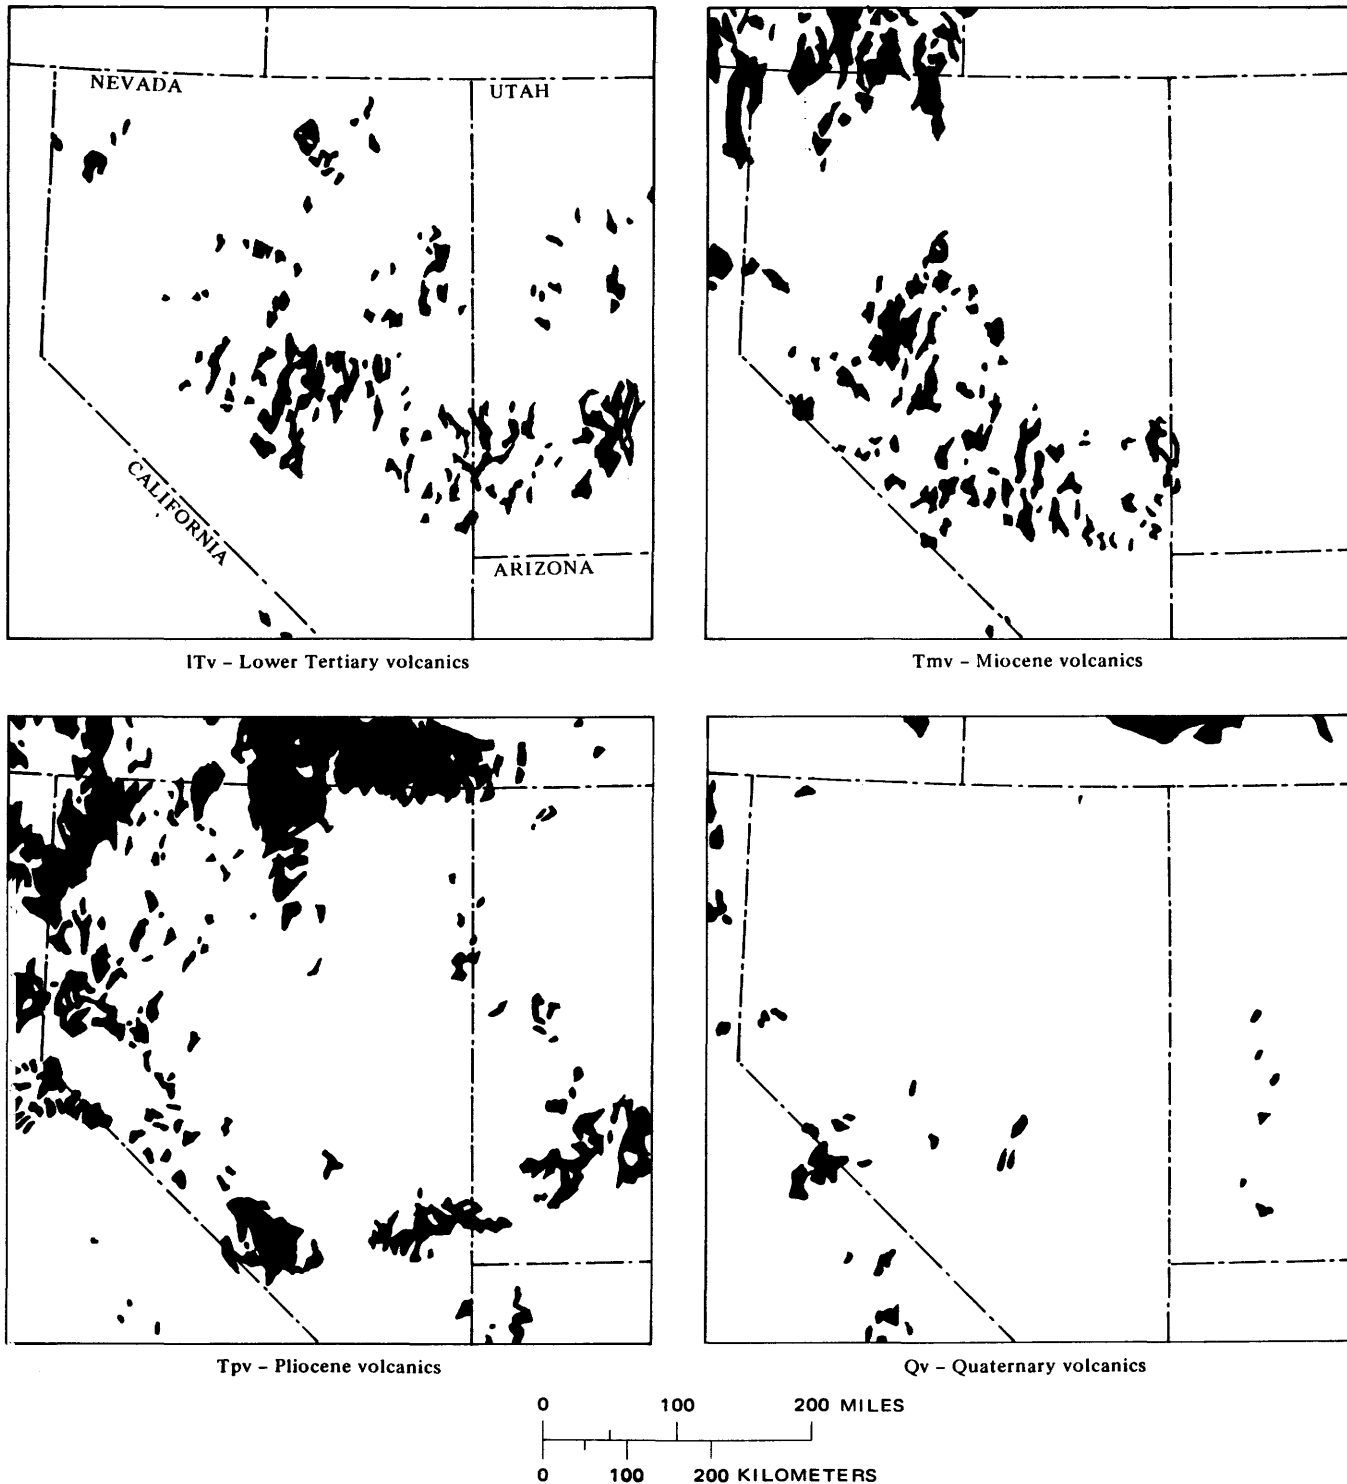 NEVADA
UTAH
CALIFORNIA
ARIZONA
lTv – Lower Tertiary volcanics
Tmv – Miocene volcanics
Tpv – Pliocene volcanics
Qv – Quaternary volcanics
0 100 200 MILES
0 100 200 KILOMETERS